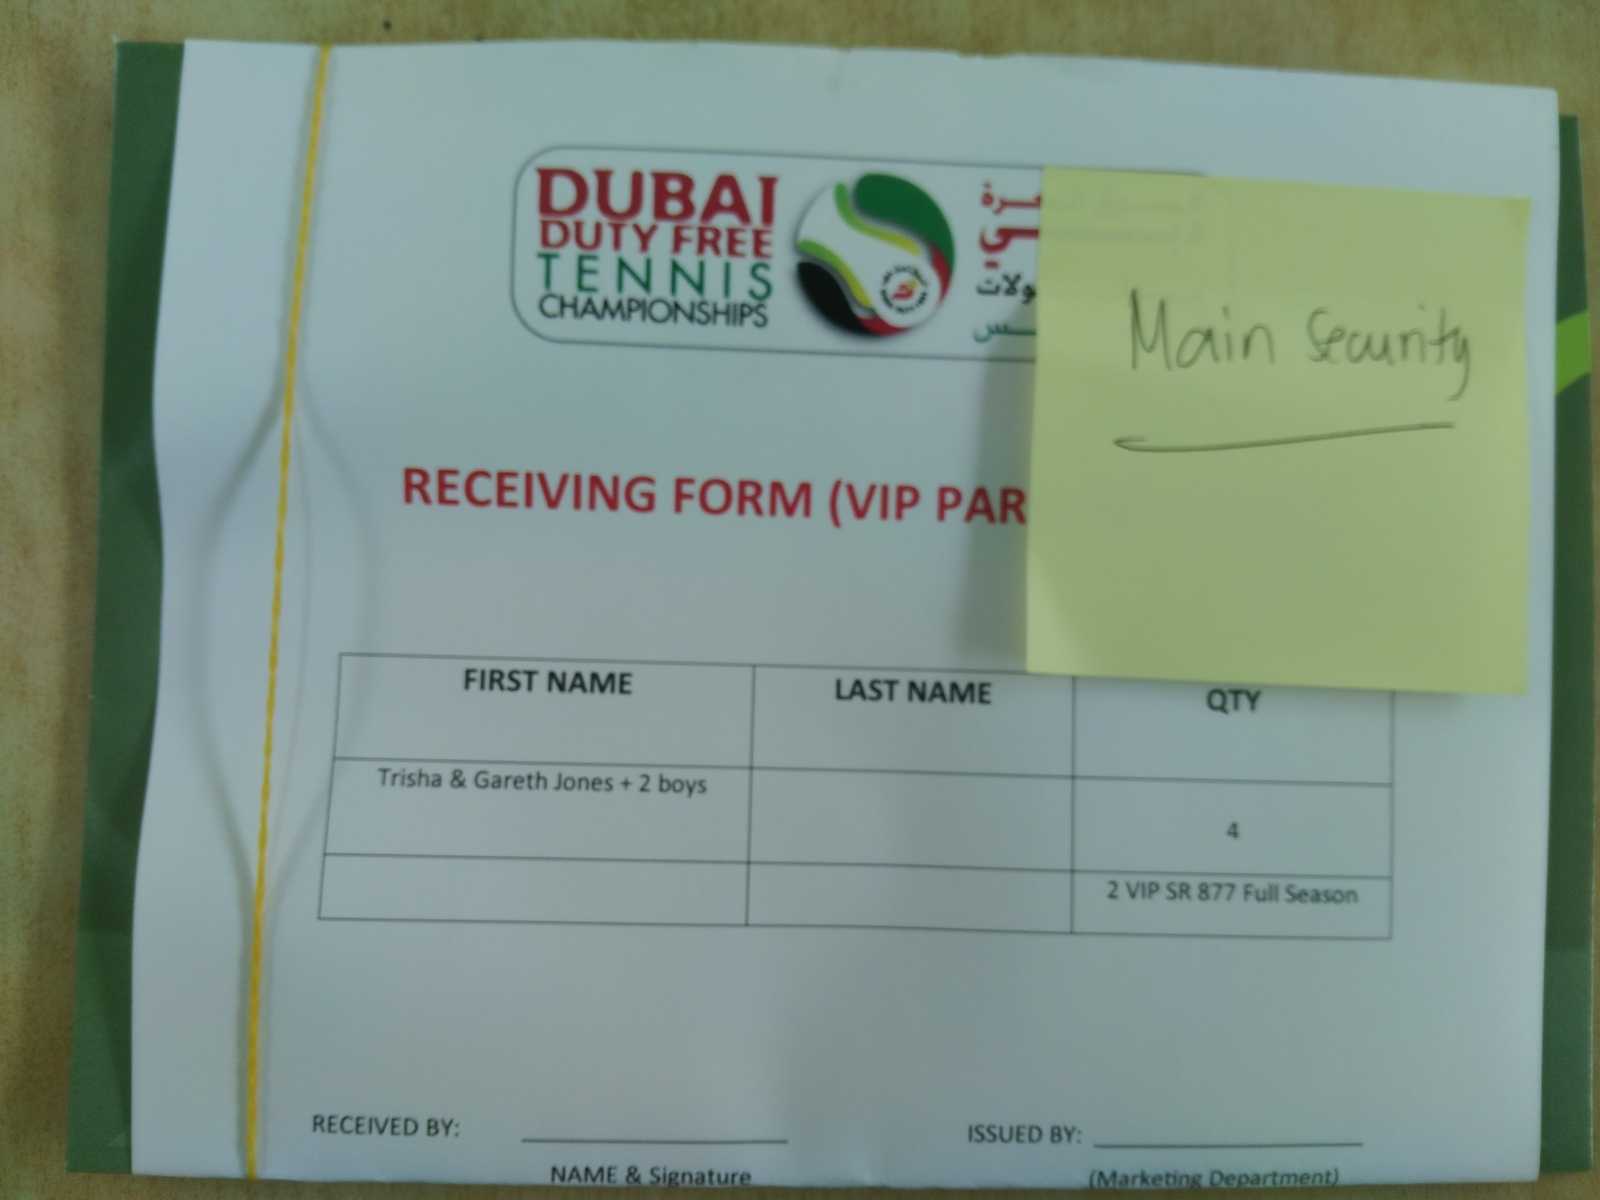 DUBAI
DUTY FREE
TENNIS
CHAMPIONSHIPS
ولات
Main Security
RECEIVING FORM (VIP PAR
FIRST NAME LAST NAME QTY
Trisha & Gareth Jones + 2 boys 4
2 VIP SR 877 Full Season
RECEIVED BY: ISSUED BY:
NAME & Signature (Marketing Department)